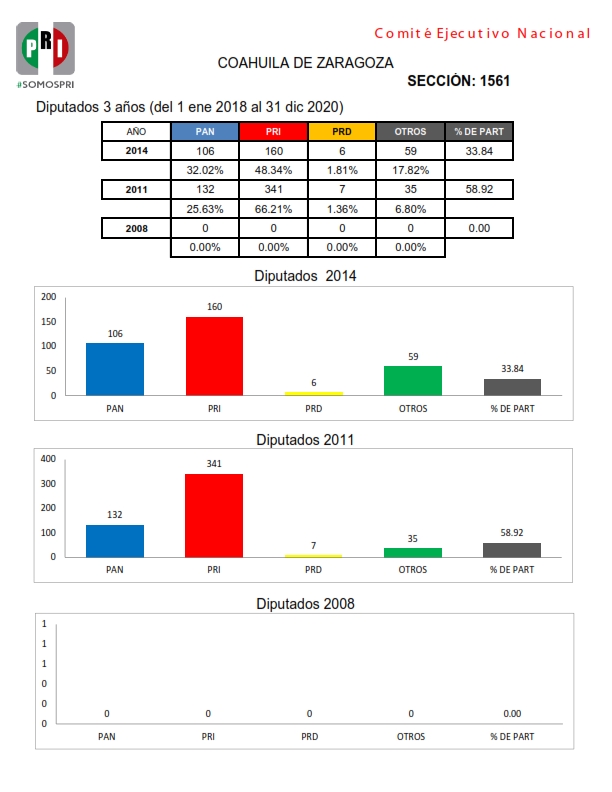 Comité Ejecutivo Nacional
PRI
#SOMOSPRI
COAHUILA DE ZARAGOZA
SECCIÓN: 1561
Diputados 3 años (del 1 ene 2018 al 31 dic 2020)
AÑO PAN PRI PRD OTROS % DE PART
2014 106 160 6 59 33.84
32.02% 48.34% 1.81% 17.82%
2011 132 341 7 35 58.92
25.63% 66.21% 1.36% 6.80%
2008 0 0 0 0 0.00
0.00% 0.00% 0.00% 0.00%
Diputados 2014
200
150
100
50
0
106 160 6 59 33.84
PAN PRI PRD OTROS % DE PART
Diputados 2011
400
300
200
100
0
132 341 7 35 58.92
PAN PRI PRD OTROS % DE PART
Diputados 2008
1
1
1
0
0
0
0 0 0 0 0.00
PAN PRI PRD OTROS % DE PART